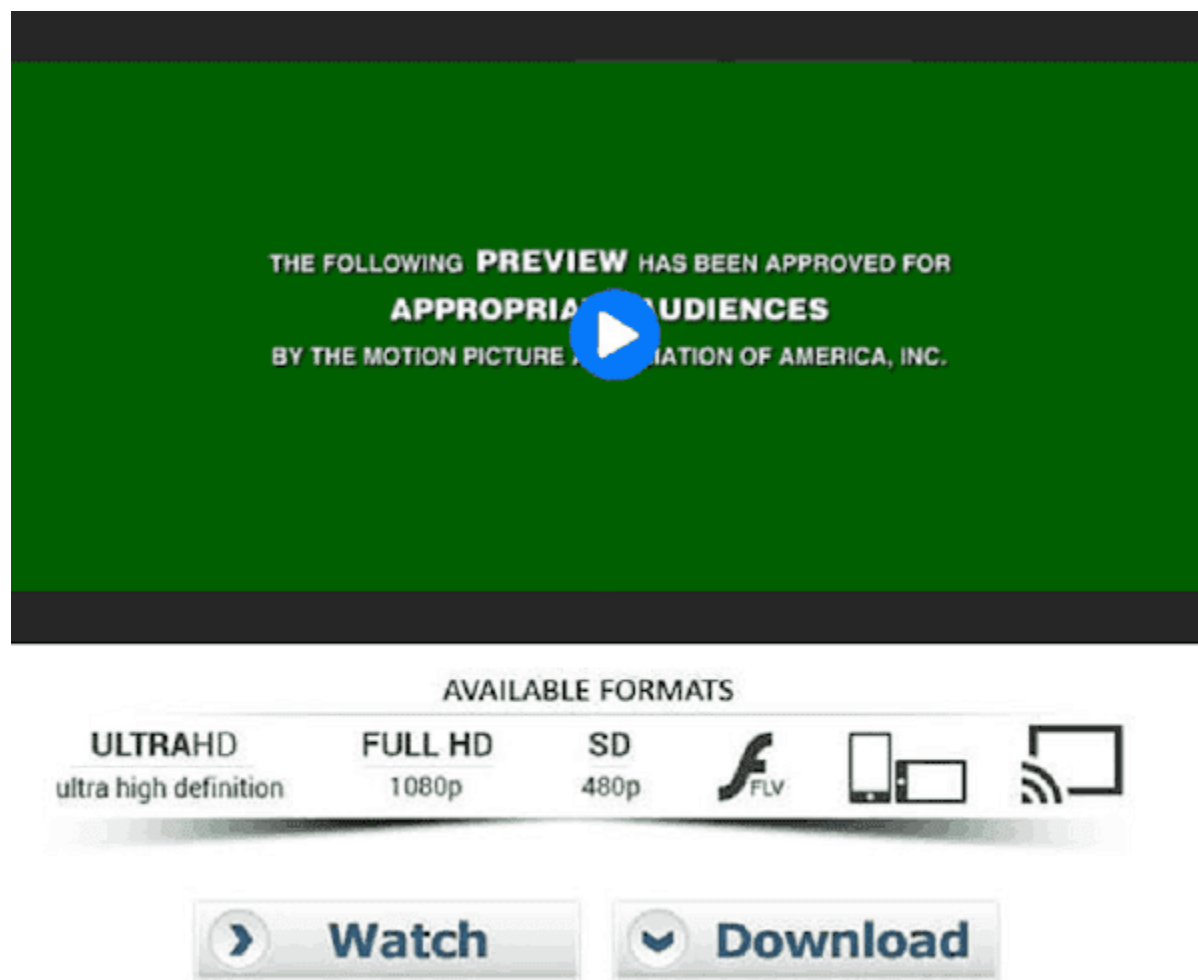 THE FOLLOWING PREVIEW HAS BEEN APPROVED FOR
AUDIENCES
BY THE MOTION PICTURE OF AMERICA, INC.
AVAILABLE FORMATS
ULTRAHD FULL HD SD
ultra high definition 1080p 480p FLV
Watch Download